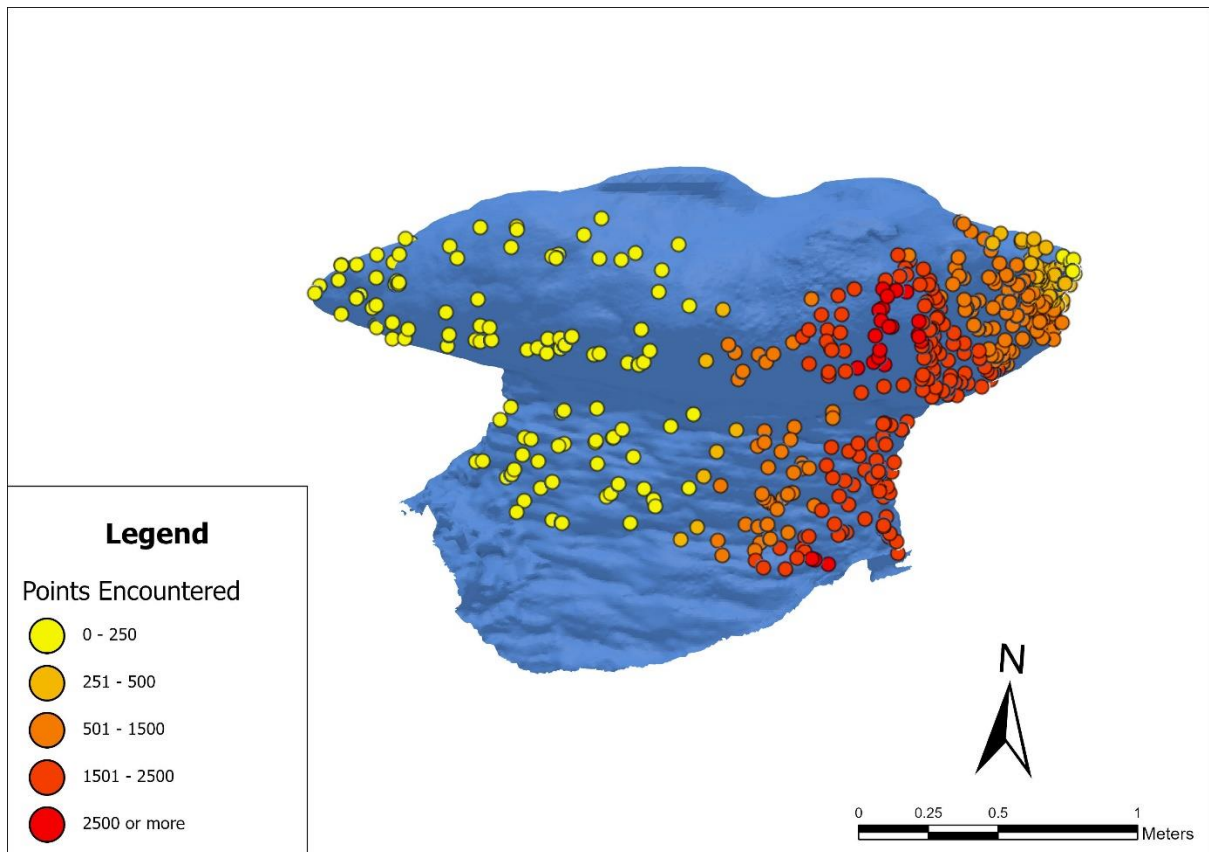 Legend
Points Encountered
0 - 250
251 - 500
501 - 1500
1501 - 2500
2500 or more
N
0 0.25 0.5 1
Meters